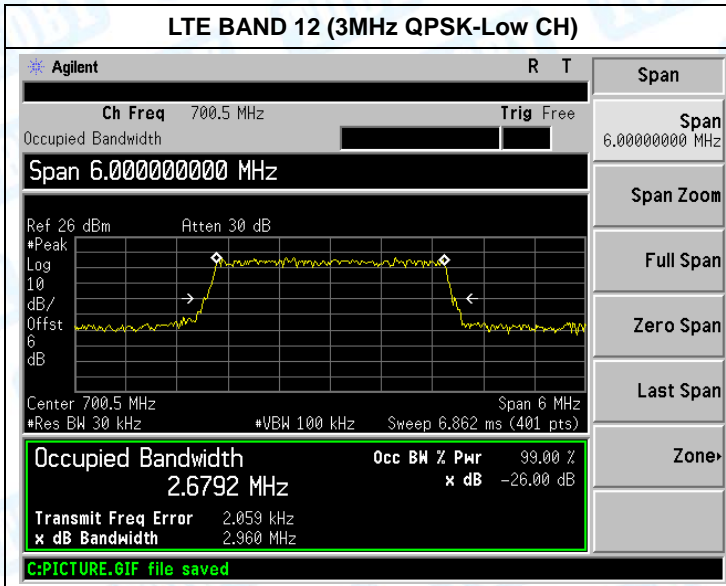 LTE BAND 12 (3MHz QPSK-Low CH)
Agilent R T
Span
Ch Freq 700.5 MHz Trig Free
Occupied Bandwidth
Span
6.00000000 MHz
Span 6.000000000 MHz
Span Zoom
Ref 26 dBm Atten 30 dB
#Peak
Log
10
dB/
Offst
6
dB
Full Span
Zero Span
Last Span
Center 700.5 MHz Span 6 MHz
#Res BW 30 kHz #VBW 100 kHz Sweep 6.862 ms (401 pts)
Occupied Bandwidth Occ BW % Pwr 99.00 %
2.6792 MHz x dB -26.00 dB
Zone
Transmit Freq Error 2.059 kHz
x dB Bandwidth 2.960 MHz
C:PICTURE.GIF file saved